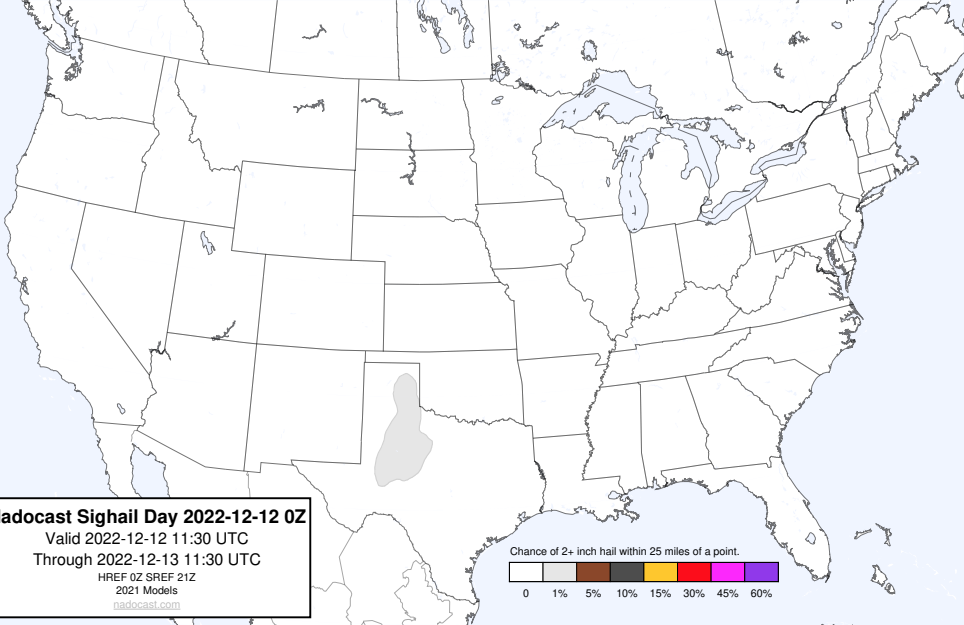 adocast Sighail Day 2022-12-12 0Z
Valid 2022-12-12 11:30 UTC
Through 2022-12-13 11:30 UTC
HREF 0Z SREF 21Z
2021 Models
nadocast.com
Chance of 2+ inch hail within 25 miles of a point.
0 1% 5% 10% 15% 30% 45% 60%